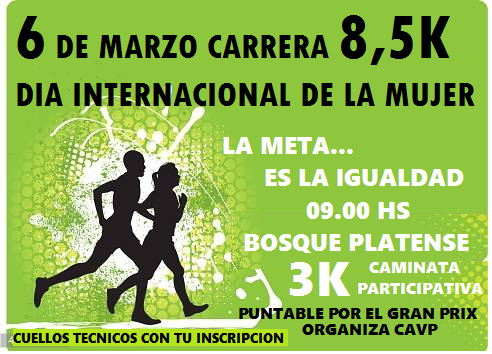 6 DE MARZO CARRERA 8,5K
DIA INTERNACIONAL DE LA MUJER
LA META...
ES LA IGUALDAD
09.00 HS
BOSQUE PLATENSE
3K CAMINATA
PARTICIPATIVA
PUNTABLE POR EL GRAN PRIX
ORGANIZA CAVP
CUELLOS TECNICOS CON TU INSCRIPCION